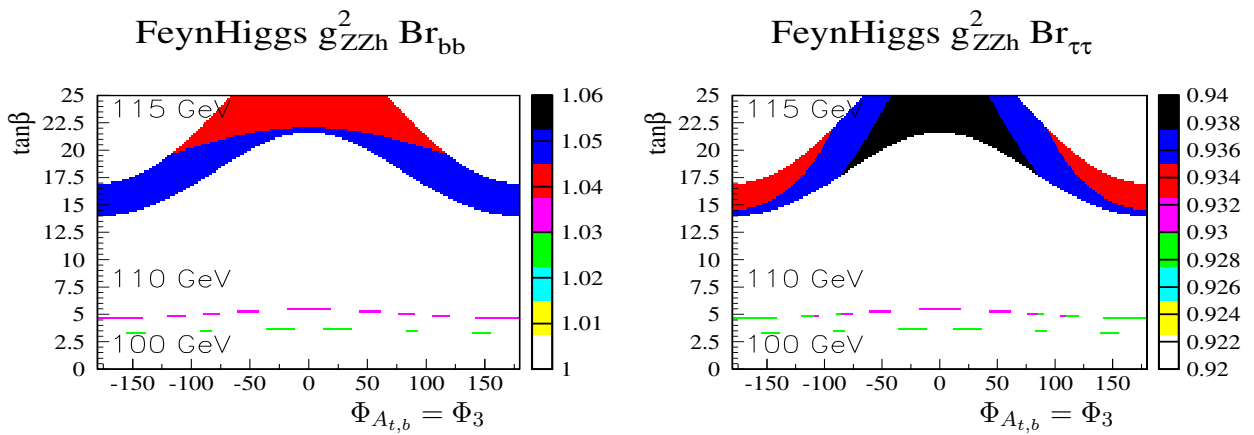 FeynHiggs g²ZZh Brbb
tanβ
25
22.5
20
17.5
15
12.5
10
7.5
5
2.5
0
115 GeV
110 GeV
100 GeV
-150 -100 -50 0 50 100 150
ΦAt,b = Φ3
1.06
1.05
1.04
1.03
1.02
1.01
1
FeynHiggs g²ZZh Brττ
tanβ
25
22.5
20
17.5
15
12.5
10
7.5
5
2.5
0
115 GeV
110 GeV
100 GeV
-150 -100 -50 0 50 100 150
ΦAt,b = Φ3
0.94
0.938
0.936
0.934
0.932
0.93
0.928
0.926
0.924
0.922
0.92